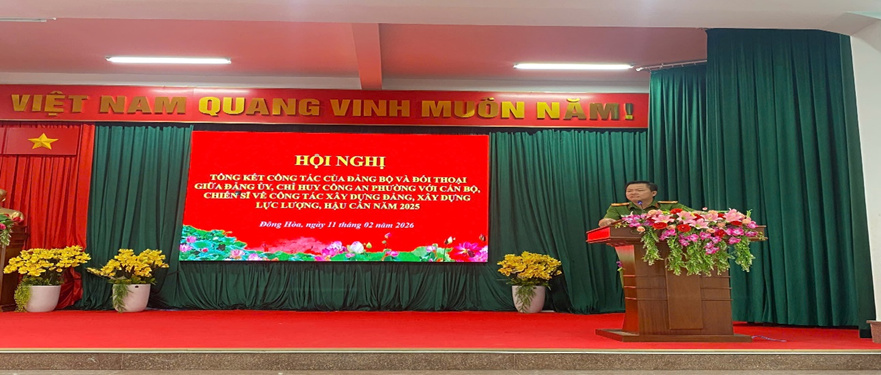 VIỆT NAM QUANG VINH MUÔN NĂM!
HỘI NGHỊ
TỔNG KẾT CÔNG TÁC CỦA ĐẢNG BỘ VÀ ĐỐI THOẠI
GIỮA ĐẢNG ỦY, CHỈ HUY CÔNG AN PHƯỜNG VỚI CÁN BỘ,
CHIẾN SĨ VỀ CÔNG TÁC XÂY DỰNG ĐẢNG, XÂY DỰNG
LỰC LƯỢNG, HẬU CẦN NĂM 2025
Đông Hòa, ngày 11 tháng 02 năm 2026